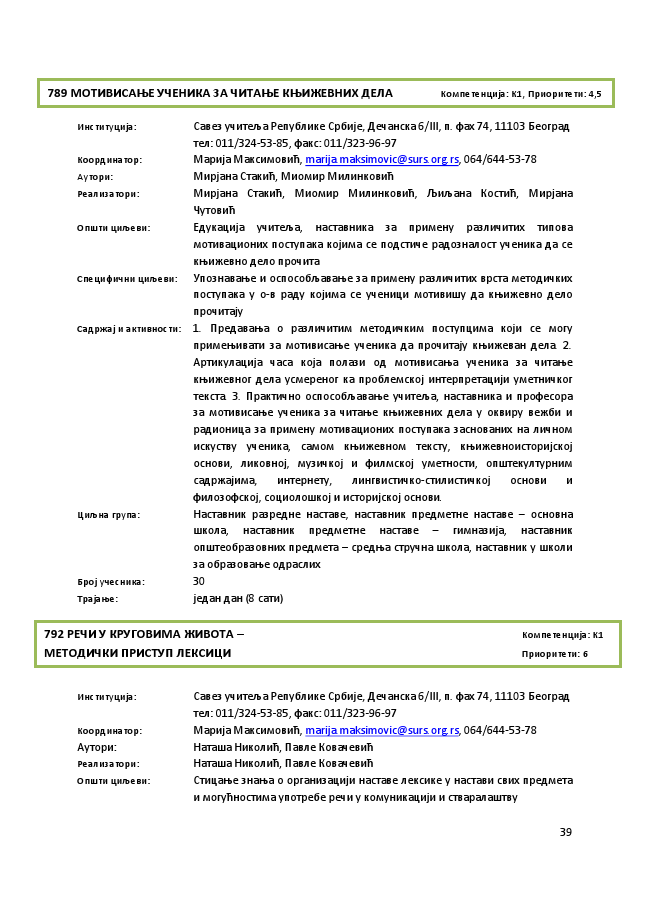 789 МОТИВИСАЊЕ УЧЕНИКА ЗА ЧИТАЊЕ КЊИЖЕВНИХ ДЕЛА Компетенција: К1, Приоритети: 4,5
Институција: Савез учитеља Републике Србије, Дечанска 6/III, п. фах 74, 11103 Београд
тел: 011/324-53-85, факс: 011/323-96-97
Координатор: Марија Максимовић, marija.maksimovic@surs.org.rs, 064/644-53-78
Аутори: Мирјана Стакић, Миомир Милинковић
Реализатори: Мирјана Стакић, Миомир Милинковић, Љиљана Костић, Мирјана
Чутовић
Општи циљеви: Едукација учитеља, наставника за примену различитих типова
мотивационих поступака којима се подстиче радозналост ученика да се
књижевно дело прочита
Специфични циљеви: Упознавање и оспособљавање за примену различитих врста методичких
поступака у о-в раду којима се ученици мотивишу да књижевно дело
прочитају
Садржај и активности: 1. Предавања о различитим методичким поступцима који се могу
примењивати за мотивисање ученика да прочитају књижеван дела. 2.
Артикулација часа која полази од мотивисања ученика за читање
књижевног дела усмереног ка проблемској интерпретацији уметничког
текста. 3. Практично оспособљавање учитеља, наставника и професора
за мотивисање ученика за читање књижевних дела у оквиру вежби и
радионица за примену мотивационих поступака заснованих на личном
искуству ученика, самом књижевном тексту, књижевноисторијској
основи, ликовној, музичкој и филмској уметности, општекултурним
садржајима, интернету, лингвистичко-стилистичкој основи и
филозофској, социолошкој и историјској основи.
Циљна група: Наставник разредне наставе, наставник предметне наставе – основна
школа, наставник предметне наставе – гимназија, наставник
општеобразовних предмета – средња стручна школа, наставник у школи
за образовање одраслих
Број учесника: 30
Трајање: један дан (8 сати)
792 РЕЧИ У КРУГОВИМА ЖИВОТА – Компетенција: К1
МЕТОДИЧКИ ПРИСТУП ЛЕКСИЦИ Приоритети: 6
Институција: Савез учитеља Републике Србије, Дечанска 6/III, п. фах 74, 11103 Београд
тел: 011/324-53-85, факс: 011/323-96-97
Координатор: Марија Максимовић, marija.maksimovic@surs.org.rs, 064/644-53-78
Аутори: Наташа Николић, Павле Ковачевић
Реализатори: Наташа Николић, Павле Ковачевић
Општи циљеви: Стицање знања о организацији наставе лексике у настави свих предмета
и могућностима употребе речи у комуникацији и стваралаштву
39